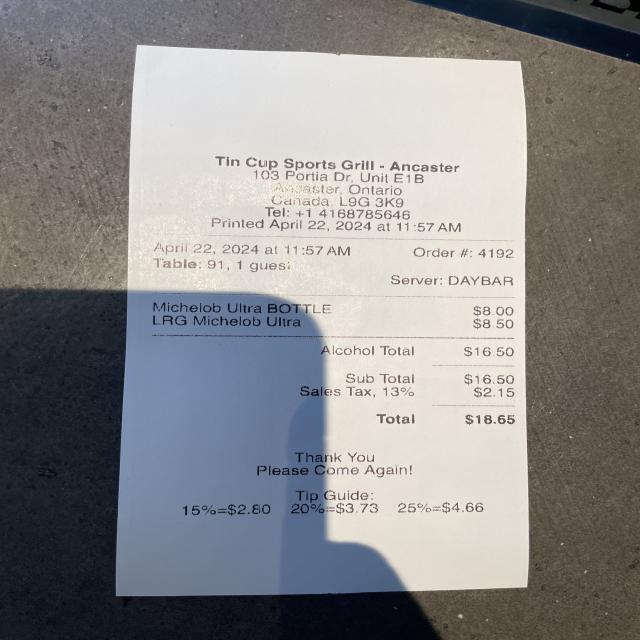 Tin Cup Sports Grill - Ancaster
103 Portia Dr, Unit E1B
Ancaster, Ontario
Canada, L9G 3K9
Tel: +1 4168785646
Printed April 22, 2024 at 11:57 AM
April 22, 2024 at 11:57 AM Order #: 4192
Table: 91, 1 guest
Server: DAYBAR
Michelob Ultra BOTTLE $8.00
LRG Michelob Ultra $8.50
Alcohol Total $16.50
Sub Total $16.50
Sales Tax, 13% $2.15
Total $18.65
Thank You
Please Come Again!
Tip Guide:
15%=$2.80 20%=$3.73 25%=$4.66